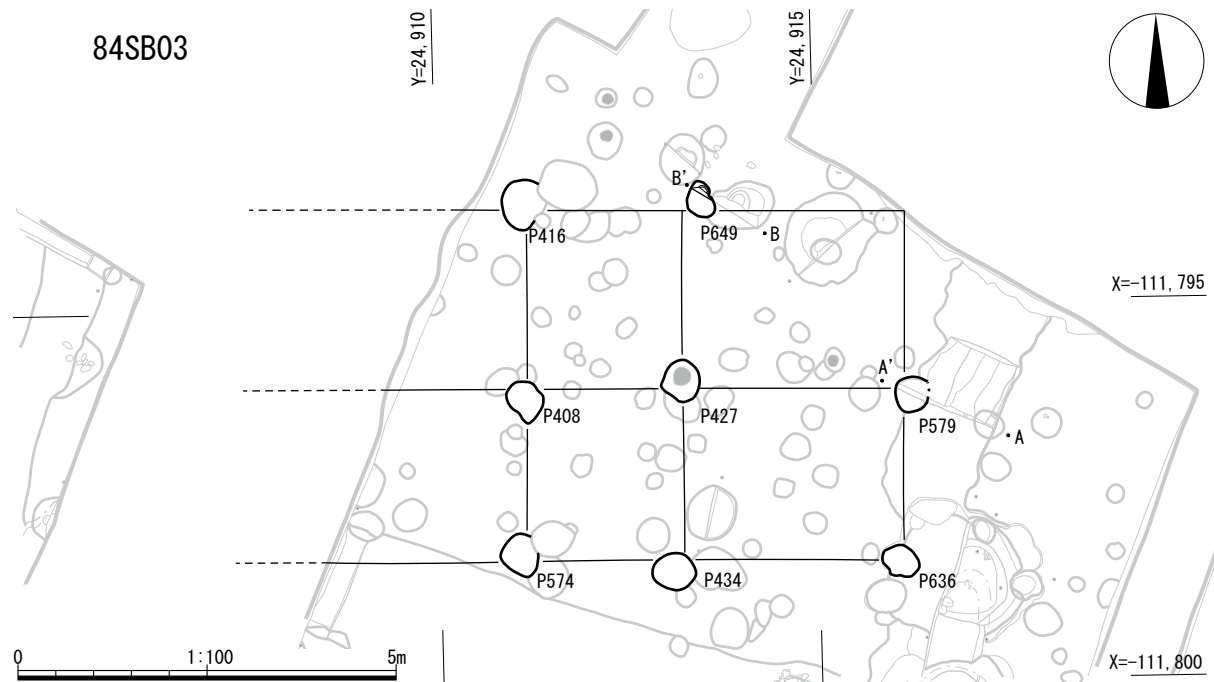 84SB03
Y=24,910
Y=24,915
B'
P416
P649
B
X=-111,795
A'
P408
P427
P579
A
P574
P434
P636
0 1:100 5m
X=-111,800